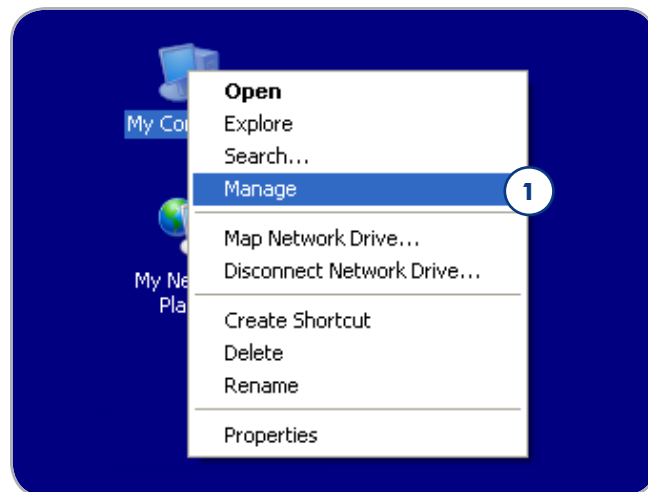 My Co
Open
Explore
Search...
Manage
1
Map Network Drive...
Disconnect Network Drive...
My Ne
Pla
Create Shortcut
Delete
Rename
Properties